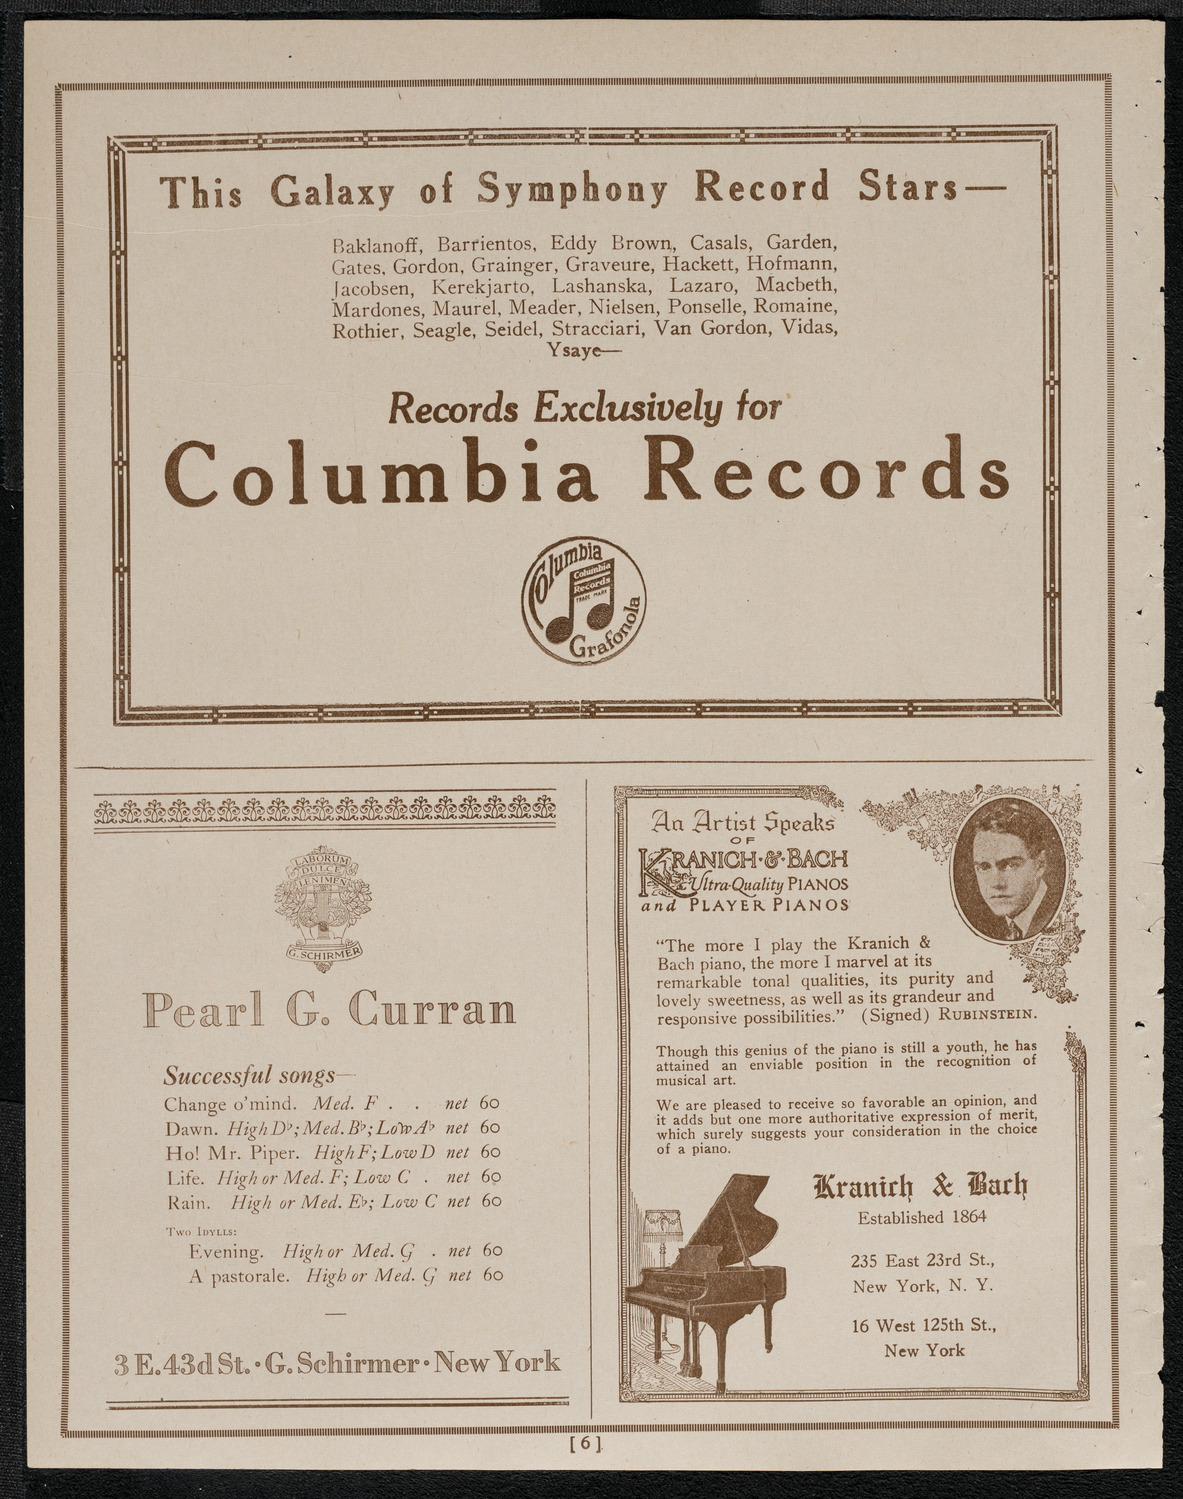 This Galaxy of Symphony Record Stars—
Baklanoff, Barrientos, Eddy Brown, Casals, Garden,
Gates, Gordon, Grainger, Graveure, Hackett, Hofmann,
Jacobsen, Kerekjarto, Lashanska, Lazaro, Macbeth,
Mardones, Maurel, Meader, Nielsen, Ponselle, Romaine,
Rothier, Seagle, Seidel, Stracciari, Van Gordon, Vidas,
Ysaye—
Records Exclusively for
Columbia Records
Columbia
Columbia
Records
TRADE MARK
Grafonola
LABORUM
DULCE
LENIMEN
G. SCHIRMER
Pearl G. Curran
Successful songs—
Change o'mind. Med. F . . net 60
Dawn. High D♭; Med. B♭; Low A♭ net 60
Ho! Mr. Piper. High F; Low D net 60
Life. High or Med. F; Low C . net 60
Rain. High or Med. E♭; Low C net 60
Two Idylls:
Evening. High or Med. G . net 60
A pastorale. High or Med. G net 60
3 E. 43d St. · G. Schirmer · New York
An Artist Speaks
OF
KRANICH·&·BACH
Ultra-Quality PIANOS
and PLAYER PIANOS
"The more I play the Kranich &
Bach piano, the more I marvel at its
remarkable tonal qualities, its purity and
lovely sweetness, as well as its grandeur and
responsive possibilities." (Signed) RUBINSTEIN.
Though this genius of the piano is still a youth, he has
attained an enviable position in the recognition of
musical art.
We are pleased to receive so favorable an opinion, and
it adds but one more authoritative expression of merit,
which surely suggests your consideration in the choice
of a piano.
Kranich & Bach
Established 1864
235 East 23rd St.,
New York, N. Y.
16 West 125th St.,
New York
[ 6 ]